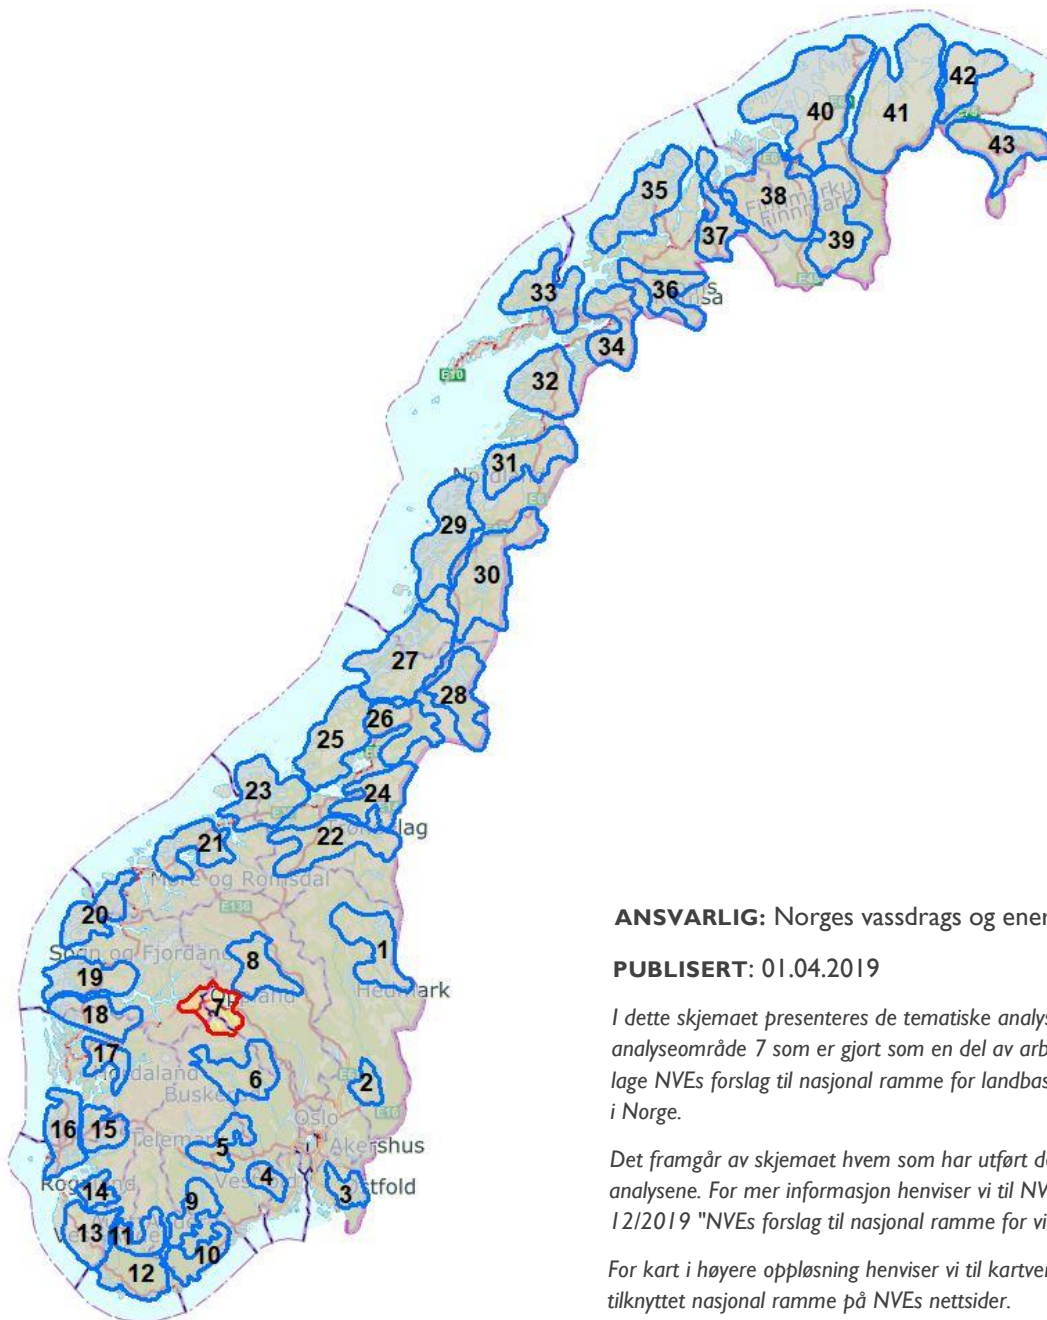 40
41
42
43
35
38
Finnmarku
Finnmark
37
39
33
36
34
32
E10
31
29
E6
30
27
28
26
25
23
24
22
21
Møre og Romsdal
E136
20
1
Sogn og Fjordane
19
8
Oppland
Hedmark
7
18
17
Hordaland
6
Buskerud
2
16
15
Telemark
Oslo
5
Akershus
4
14
Rogaland
3
9
13
11
10
12
ANSVARLIG: Norges vassdrags og ener
PUBLISERT: 01.04.2019
I dette skjemaet presenteres de tematiske analys
analyseområde 7 som er gjort som en del av arb
lage NVEs forslag til nasjonal ramme for landbas
i Norge.
Det framgår av skjemaet hvem som har utført de
analysene. For mer informasjon henviser vi til NV
12/2019 "NVEs forslag til nasjonal ramme for vi
For kart i høyere oppløsning henviser vi til kartver
tilknyttet nasjonal ramme på NVEs nettsider.